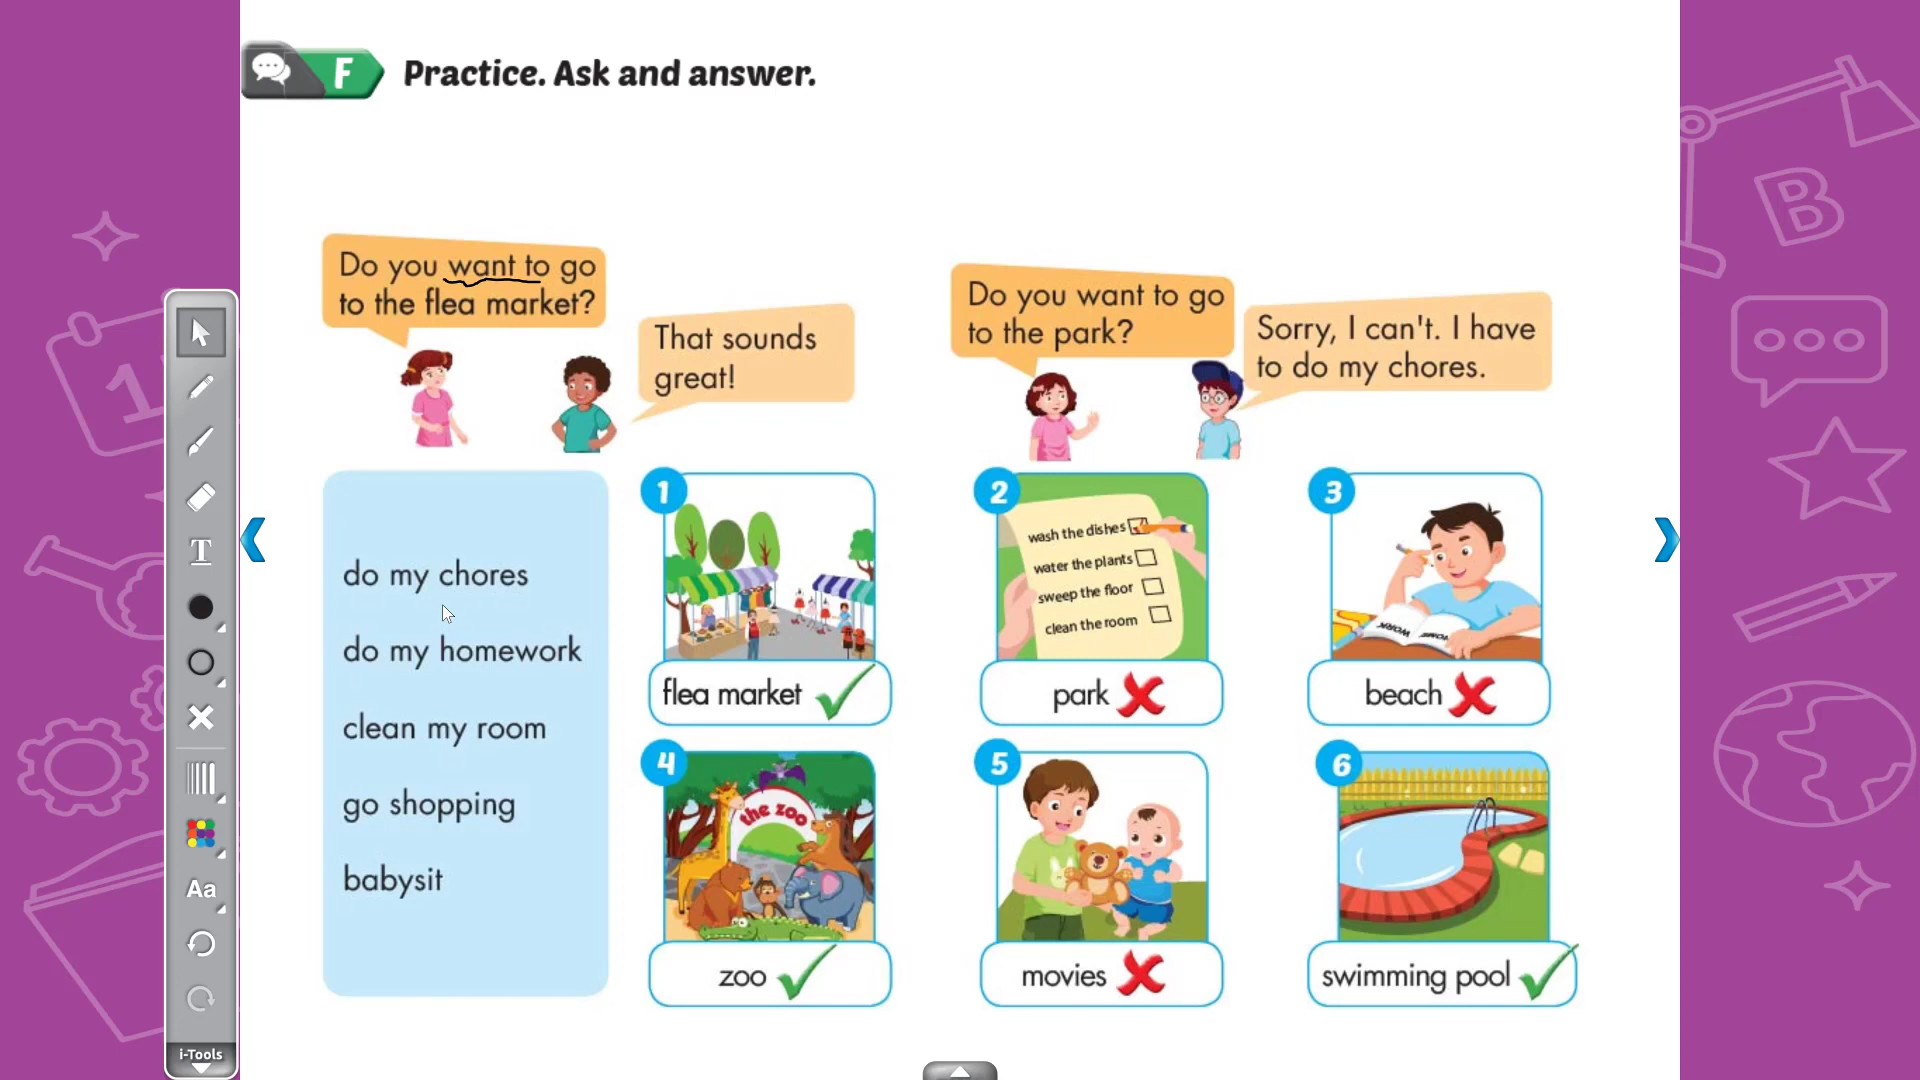 F Practice. Ask and answer.
Do you want to go
to the flea market?
That sounds
great!
Do you want to go
to the park?
Sorry, I can't. I have
to do my chores.
do my chores
do my homework
clean my room
go shopping
babysit
1
flea market
2
wash the dishes
water the plants
sweep the floor
clean the room
park
3
HOME
WORK
beach
4
the zoo
zoo
5
movies
6
swimming pool
T
Aa
i-Tools
1
B